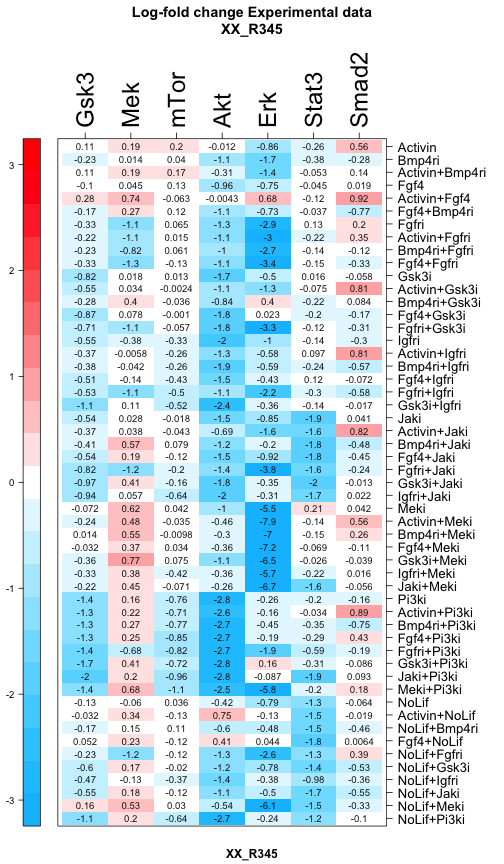 Log-fold change Experimental data
XX_R345
Gsk3 Mek mTor Akt Erk Stat3 Smad2
3
2
1
0
-1
-2
-3
0.11 0.19 0.2 -0.012 -0.86 -0.26 0.56 Activin
-0.23 0.014 0.04 -1.1 -1.7 -0.38 -0.28 Bmp4ri
-0.12 0.19 0.17 -0.31 -1.4 -0.053 0.14 Activin+Bmp4ri
-0.1 0.045 0.13 -0.96 -0.75 -0.045 0.019 Fgf4
0.28 0.74 -0.063 -0.0043 0.68 -0.12 0.92 Activin+Fgf4
-0.17 0.27 0.12 -1.1 -0.73 -0.037 -0.77 Fgf4+Bmp4ri
-0.33 -1.1 0.065 -1.3 -2.9 0.13 0.2 Fgfri
-0.22 -1.1 0.015 -1.1 -3 -0.22 0.35 Activin+Fgfri
-0.23 -0.82 0.061 -1.1 -2.7 -0.14 -0.12 Bmp4ri+Fgfri
-0.33 -1.3 -0.13 -1.1 -3.4 -0.15 -0.33 Fgf4+Fgfri
-0.82 0.018 0.013 -1.7 -0.5 0.016 -0.058 Gsk3i
-0.55 0.034 -0.0024 -1.1 -1.3 -0.075 0.81 Activin+Gsk3i
-0.28 0.4 -0.036 -0.84 0.4 -0.22 0.084 Bmp4ri+Gsk3i
-0.87 0.078 -0.001 -1.8 0.023 -0.2 -0.17 Fgf4+Gsk3i
-0.71 -1.1 -0.057 -1.8 -3.3 -0.12 -0.31 Fgfri+Gsk3i
-0.55 -0.38 -0.33 -2 -1 -0.14 -0.3 Igfri
-0.37 -0.0058 -0.26 -1.3 -0.58 0.097 0.81 Activin+Igfri
-0.38 -0.042 -0.26 -1.9 -0.59 -0.24 -0.57 Bmp4ri+Igfri
-0.51 -0.14 -0.43 -1.5 -0.43 0.12 -0.072 Fgf4+Igfri
-0.53 -1.1 -0.5 -1.1 -2.2 -0.3 -0.58 Fgfri+Igfri
-1.1 0.11 -0.52 -2.4 -0.36 -0.14 -0.017 Gsk3i+Igfri
-0.54 0.028 -0.018 -1.5 -0.85 -1.9 0.041 Jaki
-0.37 0.038 -0.043 -0.69 -1.6 -1.6 0.82 Activin+Jaki
-0.41 0.57 0.079 -1.2 -0.2 -1.8 -0.48 Bmp4ri+Jaki
-0.54 0.19 -0.12 -1.5 -0.92 -1.8 -0.45 Fgf4+Jaki
-0.82 -1.2 -0.2 -1.4 -3.8 -1.6 -0.24 Fgfri+Jaki
-0.97 0.41 -0.16 -1.8 -0.35 -2 -0.013 Gsk3i+Jaki
-0.94 0.057 -0.64 -2 -0.31 -1.7 0.022 Igfri+Jaki
-0.072 0.62 0.042 -1 -5.5 0.21 0.042 Meki
-0.24 0.48 -0.035 -0.46 -7.9 -0.14 0.56 Activin+Meki
0.014 0.55 -0.0098 -0.3 -7 -0.15 0.26 Bmp4ri+Meki
-0.032 0.37 0.034 -0.36 -7.2 -0.069 -0.11 Fgf4+Meki
-0.36 0.77 0.075 -1.1 -6.5 -0.026 -0.039 Gsk3i+Meki
-0.33 0.38 -0.42 -0.36 -5.7 -0.22 0.016 Igfri+Meki
-0.22 0.45 -0.071 -0.26 -6.7 -1.6 -0.056 Jaki+Meki
-1.4 0.16 -0.76 -2.8 -0.26 -0.2 -0.16 Pi3ki
-1.3 0.22 -0.71 -2.6 -0.16 -0.034 0.89 Activin+Pi3ki
-1.3 0.27 -0.77 -2.7 -0.45 -0.35 -0.75 Bmp4ri+Pi3ki
-1.3 0.25 -0.85 -2.7 -0.19 -0.29 0.43 Fgf4+Pi3ki
-1.4 -0.68 -0.82 -2.7 -1.9 -0.59 -0.19 Fgfri+Pi3ki
-1.7 0.41 -0.72 -2.8 0.16 -0.31 -0.086 Gsk3i+Pi3ki
-2 0.2 -0.96 -2.8 -0.087 -1.9 0.093 Jaki+Pi3ki
-1.4 0.68 -1.1 -2.5 -5.8 -0.2 0.18 Meki+Pi3ki
-0.13 -0.06 0.036 -0.42 -0.79 -1.3 -0.064 NoLif
-0.032 0.34 -0.13 0.75 -0.13 -1.5 -0.019 Activin+NoLif
-0.17 0.15 0.11 -0.6 -0.48 -1.5 -0.46 NoLif+Bmp4ri
0.052 0.23 -0.12 0.41 0.044 -1.8 0.0064 Fgf4+NoLif
-0.23 -1.2 -0.12 -1.3 -2.6 -1.3 0.39 NoLif+Fgfri
-0.6 0.17 -0.02 -1.2 -0.78 -1.4 -0.53 NoLif+Gsk3i
-0.47 -0.13 -0.37 -1.4 -0.38 -0.98 -0.36 NoLif+Igfri
-0.55 0.18 -0.12 -1.1 -0.5 -1.7 -0.55 NoLif+Jaki
0.16 0.53 0.03 -0.54 -6.1 -1.5 -0.33 NoLif+Meki
-1.1 0.2 -0.64 -2.7 -0.24 -1.2 -0.1 NoLif+Pi3ki
XX_R345